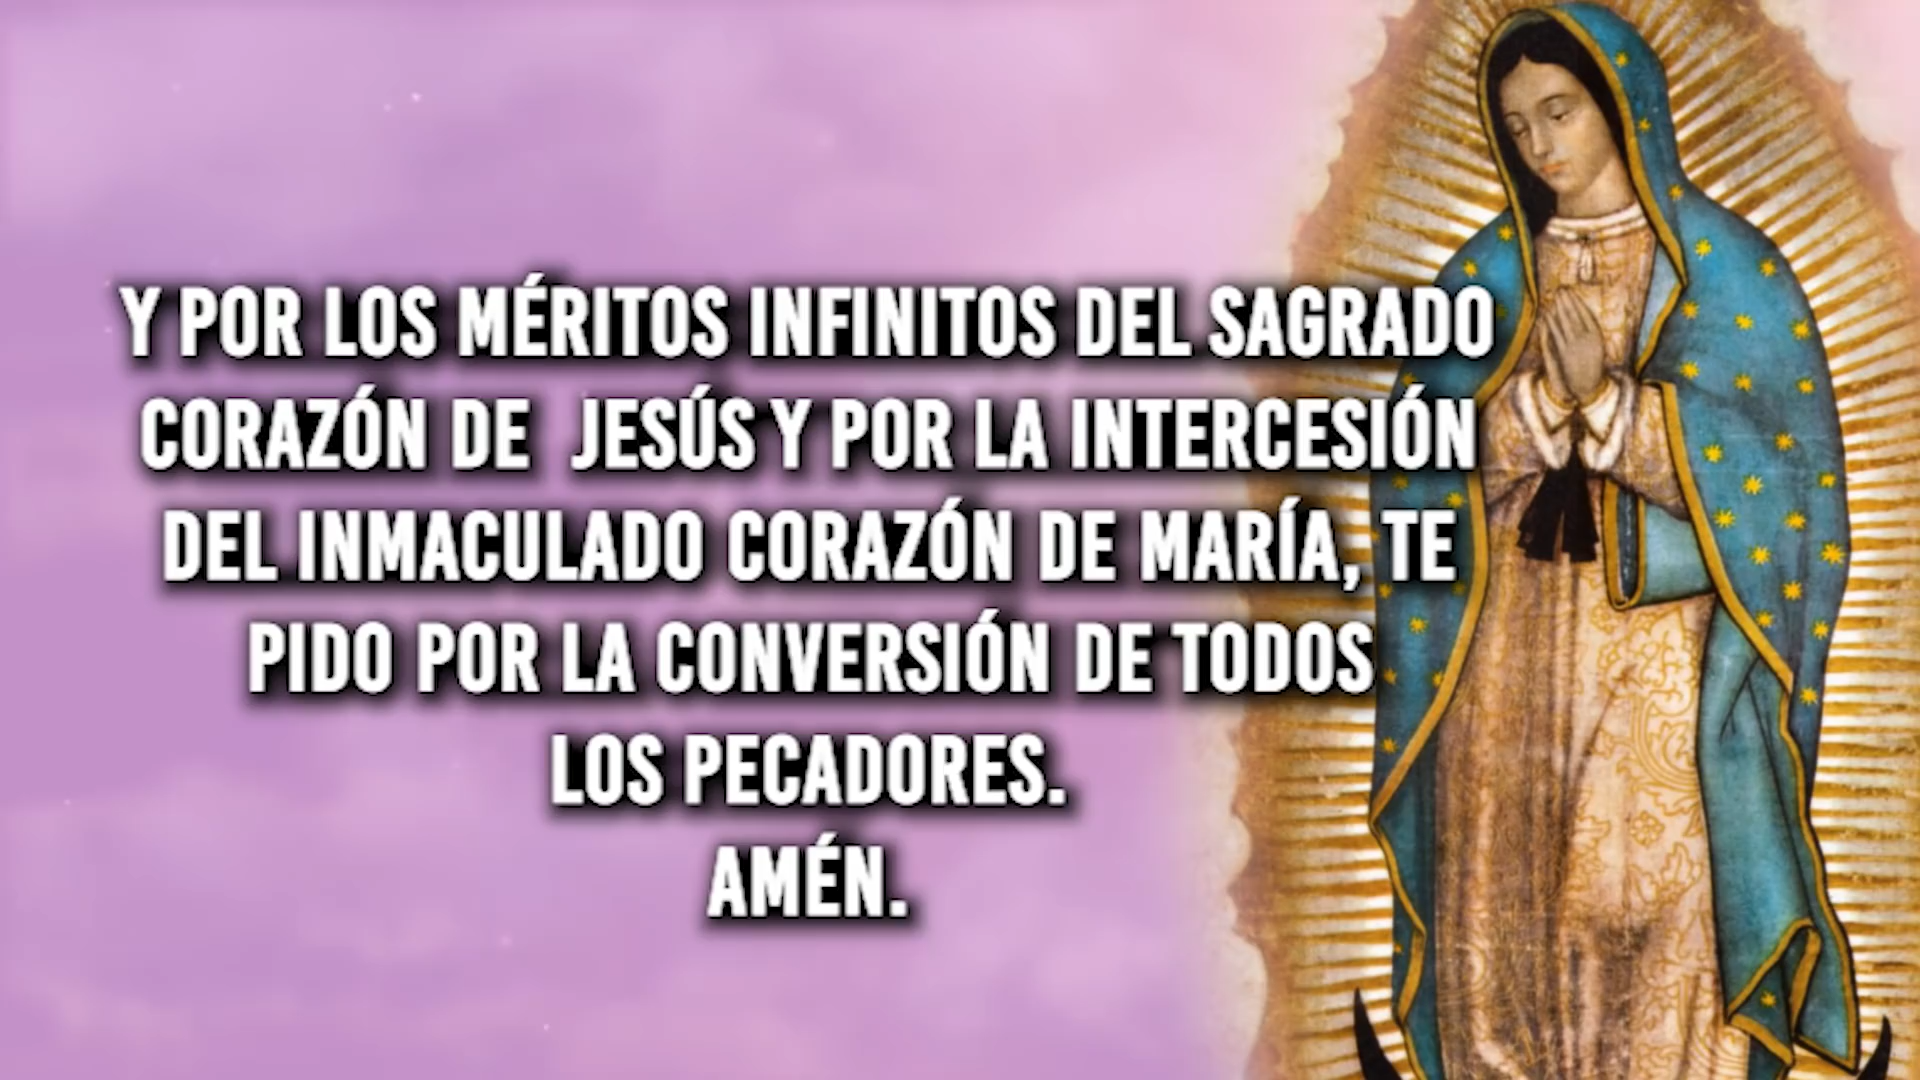 Y POR LOS MÉRITOS INFINITOS DEL SAGRADO
CORAZÓN DE JESÚS Y POR LA INTERCESIÓN
DEL INMACULADO CORAZÓN DE MARÍA, TE
PIDO POR LA CONVERSIÓN DE TODOS
LOS PECADORES.
AMÉN.